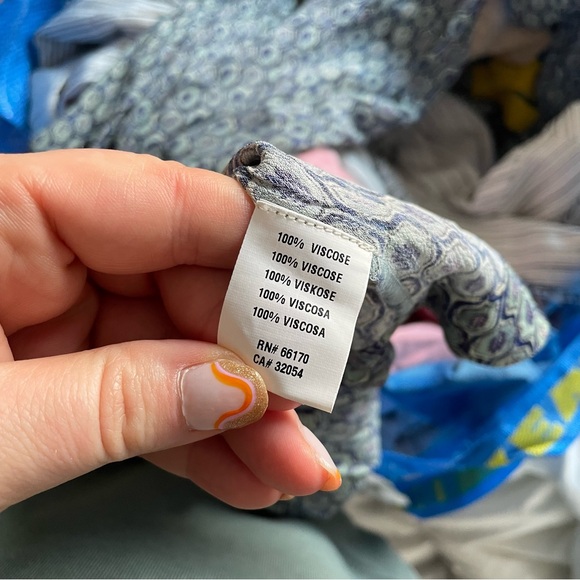 100% VISCOSE
100% VISCOSE
100% VISKOSE
100% VISCOSA
100% VISCOSA
RN# 66170
CA# 32054